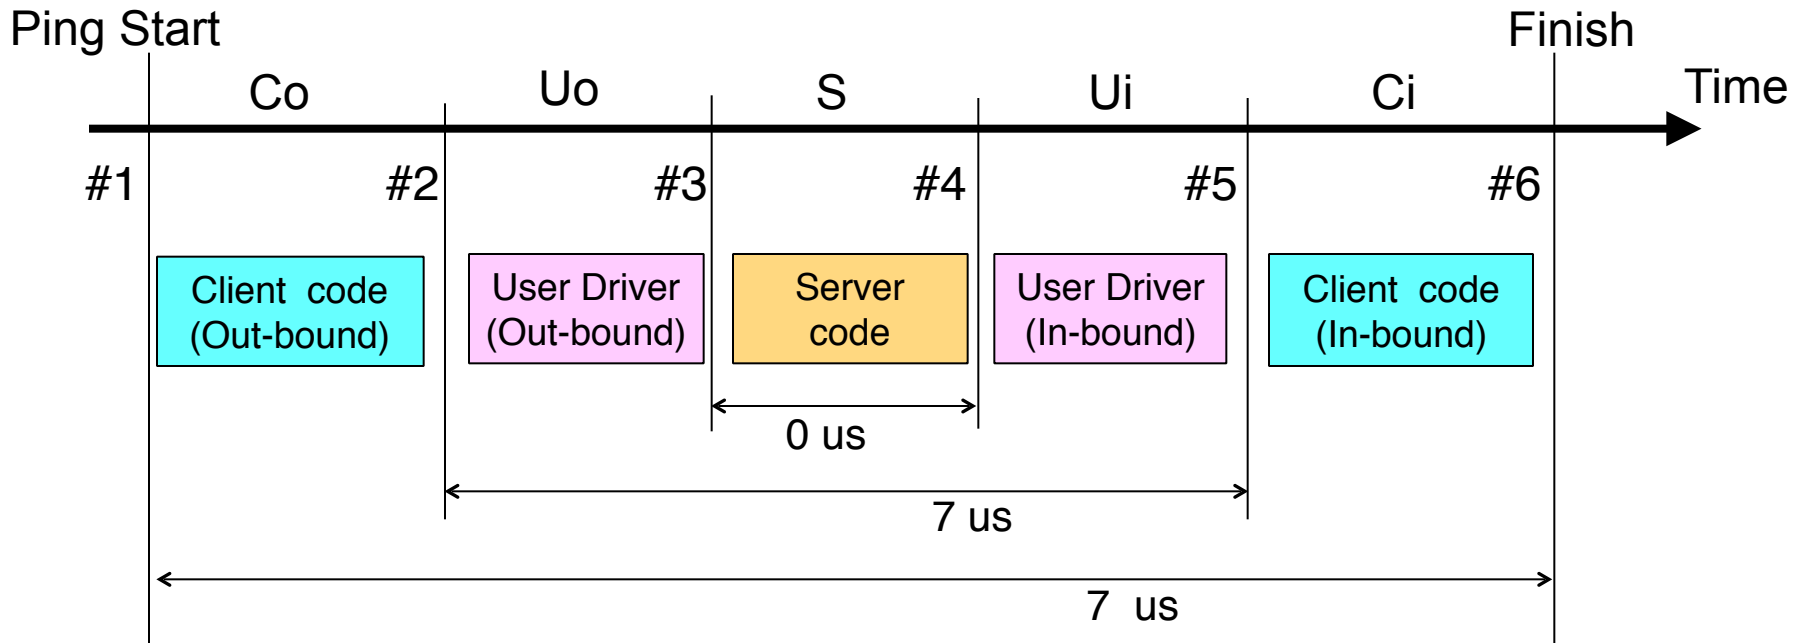 Ping Start
Finish
Co
Uo
S
Ui
Ci
Time
#1
#2
#3
#4
#5
#6
Client code
(Out-bound)
User Driver
(Out-bound)
Server
code
User Driver
(In-bound)
Client code
(In-bound)
0 us
7 us
7 us